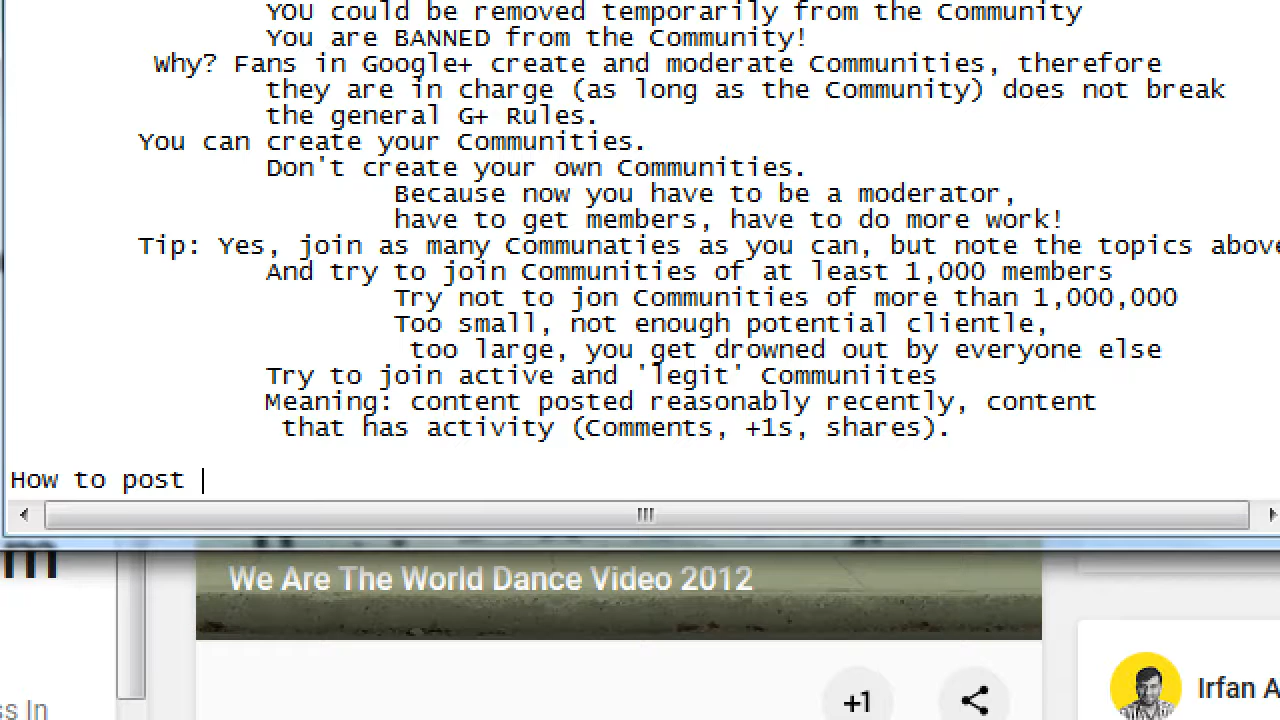 YOU could be removed temporarily from the Community
You are BANNED from the Community!
Why? Fans in Google+ create and moderate Communities, therefore
they are in charge (as long as the Community) does not break
the general G+ Rules.
You can create your Communities.
Don't create your own Communities.
Because now you have to be a moderator,
have to get members, have to do more work!
Tip: Yes, join as many Communaties as you can, but note the topics above
And try to join Communities of at least 1,000 members
Try not to jon Communities of more than 1,000,000
Too small, not enough potential clientle,
too large, you get drowned out by everyone else
Try to join active and 'legit' Communiites
Meaning: content posted reasonably recently, content
that has activity (Comments, +1s, shares).
How to post
We Are The World Dance Video 2012
+1
Irfan A
ss In